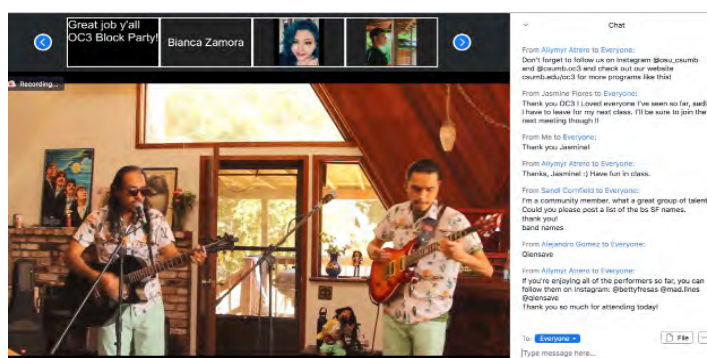 Great job y'all
OC3 Block Party!
Bianca Zamora
Recording...
Chat
From Allymyr Atrero to Everyone:
Don't forget to follow us on Instagram @osu_csumb
and @csumb.oc3 and check out our website
csumb.edu/oc3 for more programs like this!
From Jasmine Flores to Everyone:
Thank you OC3 ! Loved everyone I've seen so far, sadl
I have to leave for my next class. I'll be sure to join the
next meeting though !!
From Me to Everyone:
Thank you Jasmine!
From Allymyr Atrero to Everyone:
Thanks, Jasmine! :) Have fun in class.
From Sandi Cornfield to Everyone:
I'm a community member, what a great group of talent
Could you please post a list of the bs SF names.
thank you!
band names
From Alejandro Gomez to Everyone:
Qiensave
From Allymyr Atrero to Everyone:
If you're enjoying all of the performers so far, you can
follow them on Instagram: @bettyfresas @mad.lines
@qiensave
Thank you so much for attending today!
To: Everyone
File
Type message here...